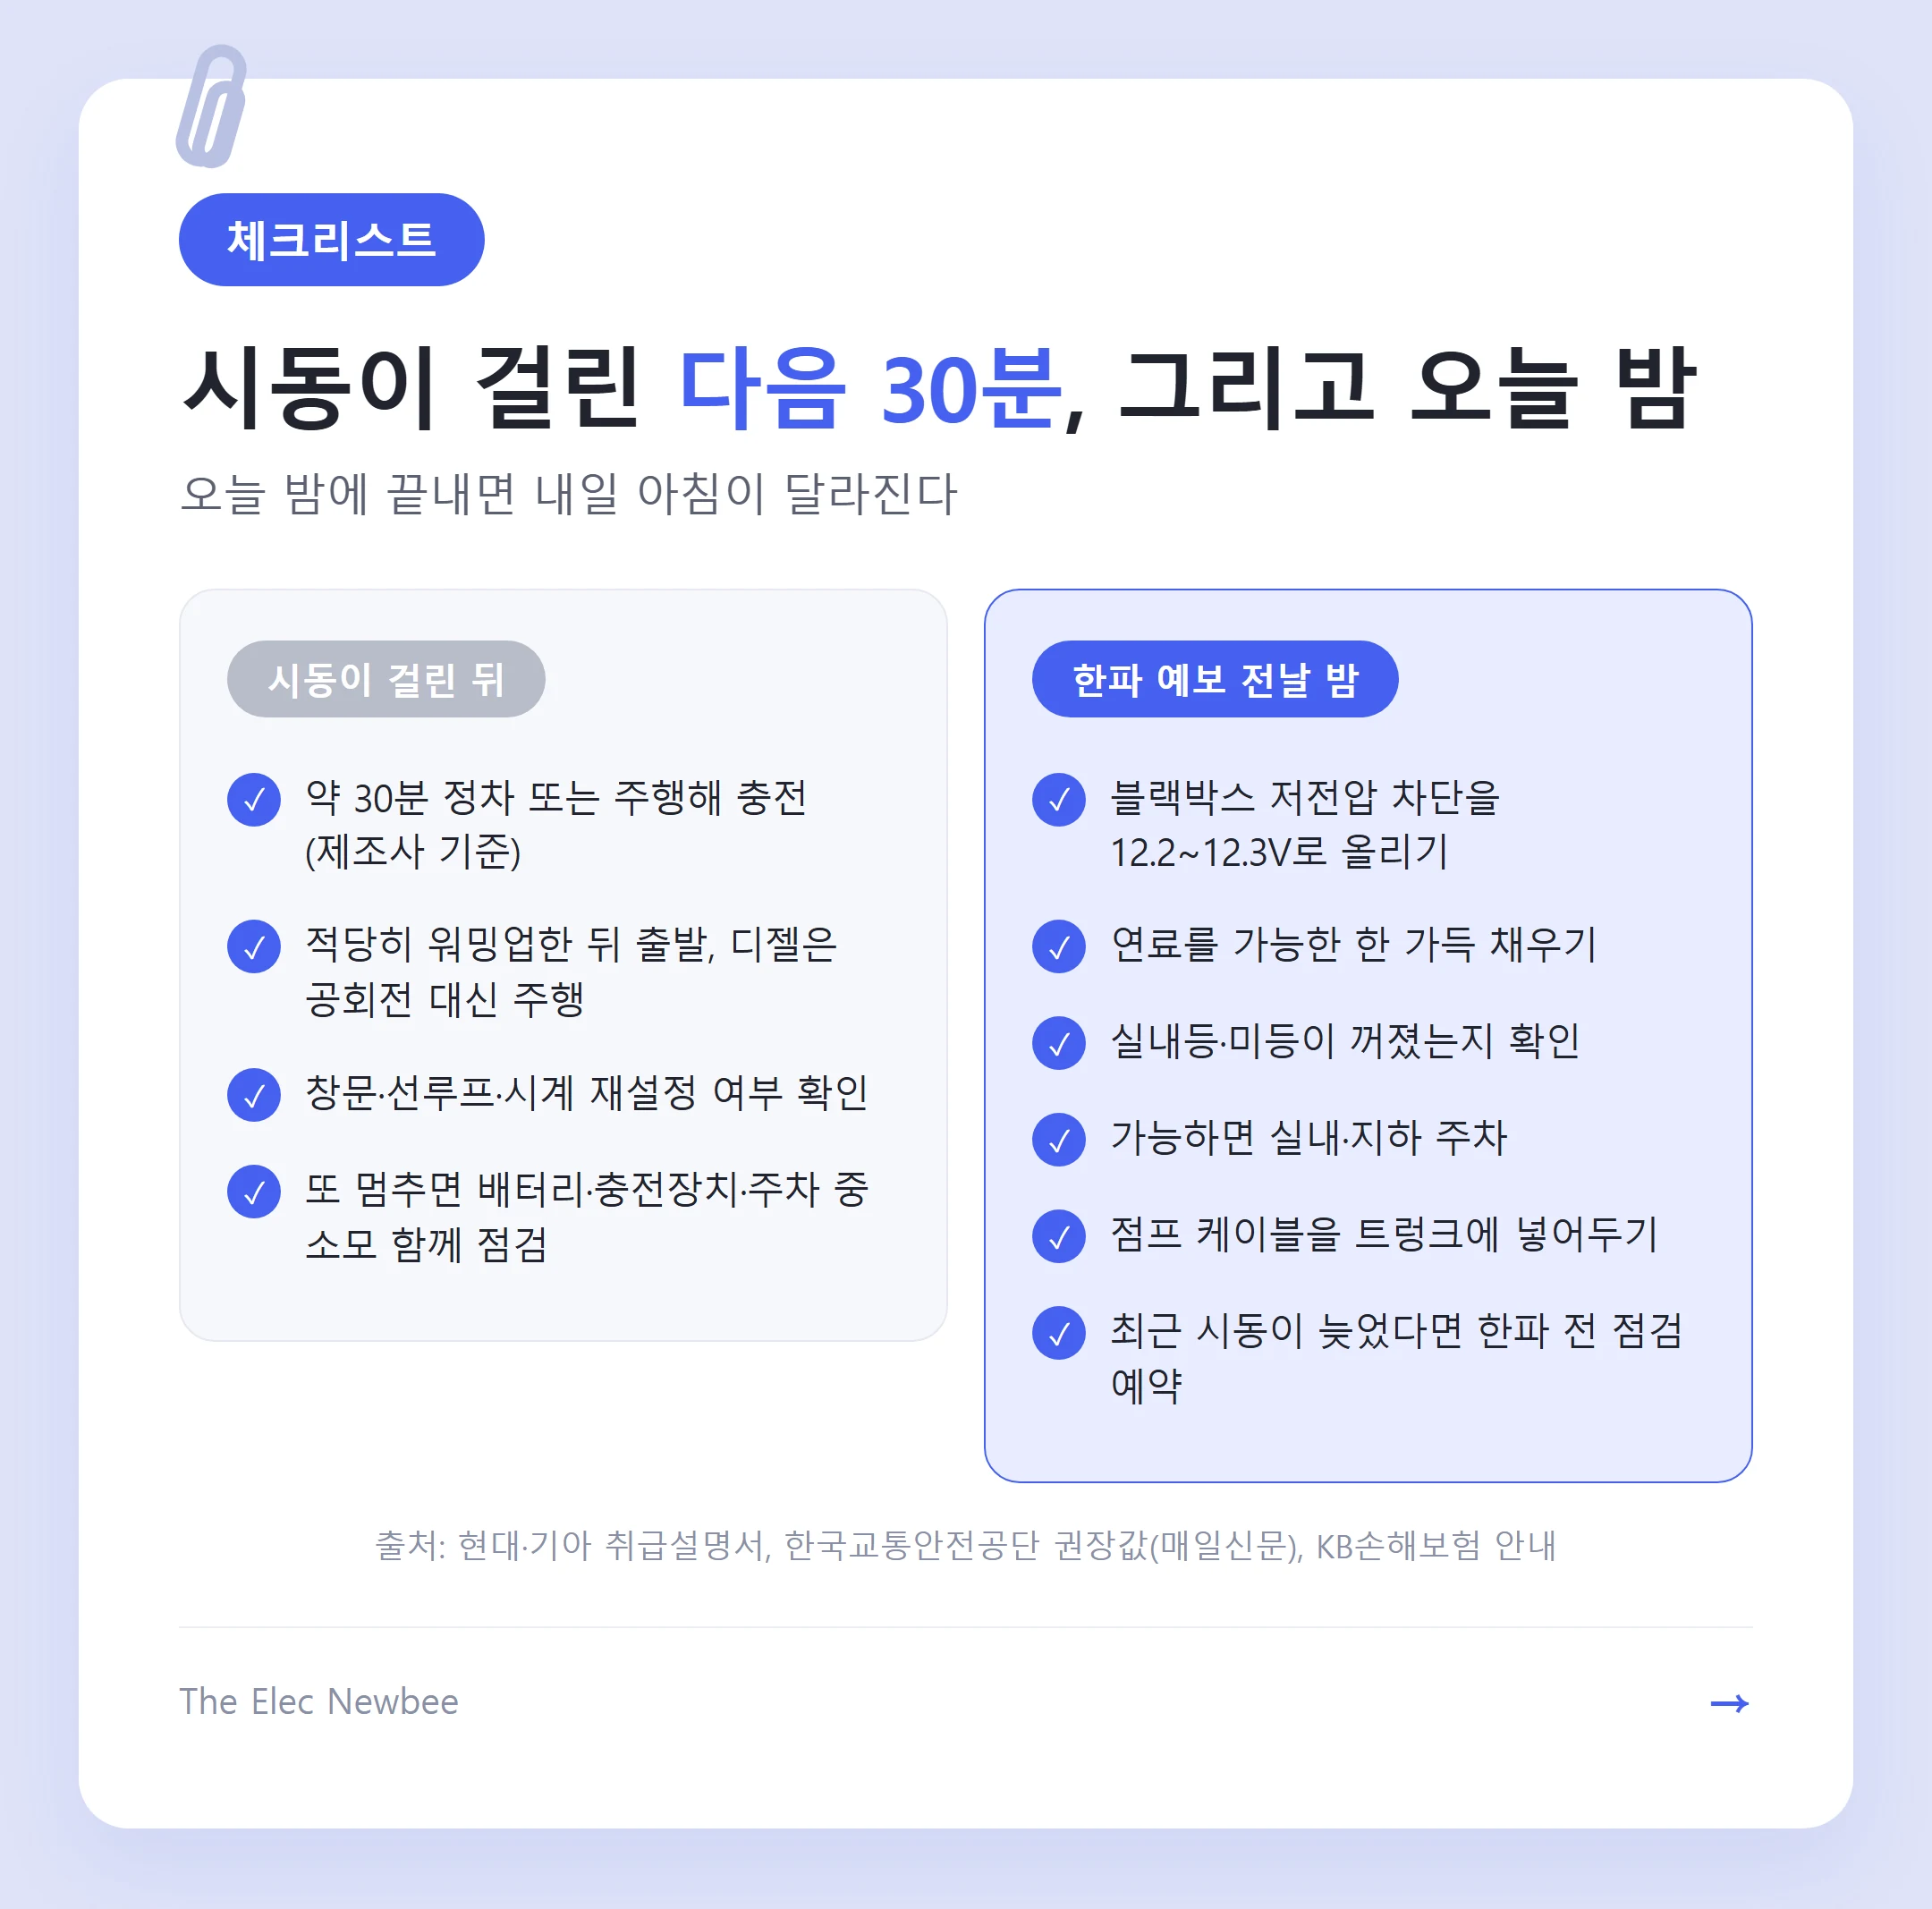 체크리스트
시동이 걸린 다음 30분, 그리고 오늘 밤
오늘 밤에 끝내면 내일 아침이 달라진다
시동이 걸린 뒤
약 30분 정차 또는 주행해 충전
(제조사 기준)
적당히 워밍업한 뒤 출발, 디젤은
공회전 대신 주행
창문·선루프·시계 재설정 여부 확인
또 멈추면 배터리·충전장치·주차 중
소모 함께 점검
한파 예보 전날 밤
블랙박스 저전압 차단을
12.2~12.3V로 올리기
연료를 가능한 한 가득 채우기
실내등·미등이 꺼졌는지 확인
가능하면 실내·지하 주차
점프 케이블을 트렁크에 넣어두기
최근 시동이 늦었다면 한파 전 점검
예약
출처: 현대·기아 취급설명서, 한국교통안전공단 권장값(매일신문), KB손해보험 안내
The Elec Newbee
→